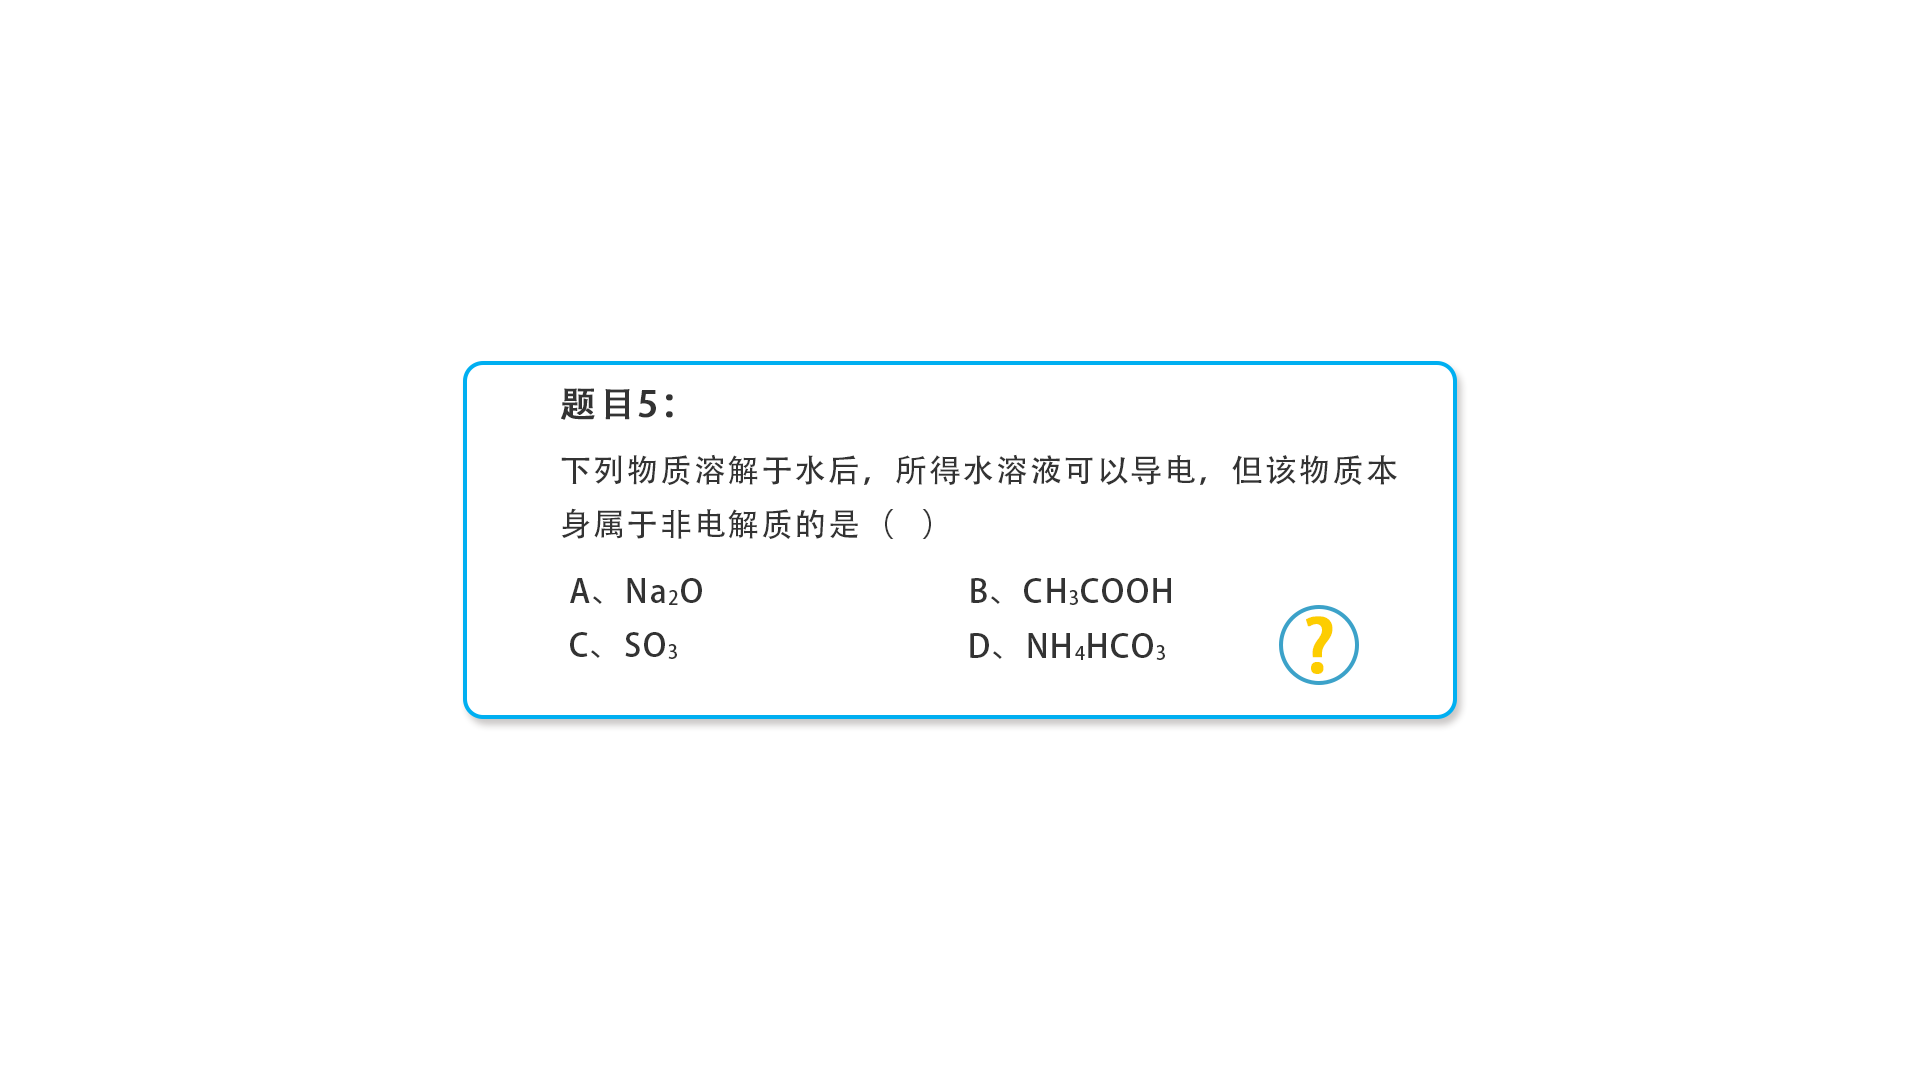 题目5：
下列物质溶解于水后，所得水溶液可以导电，但该物质本
身属于非电解质的是（ ）
A、Na₂O B、CH₃COOH
C、SO₃ D、NH₄HCO₃
?